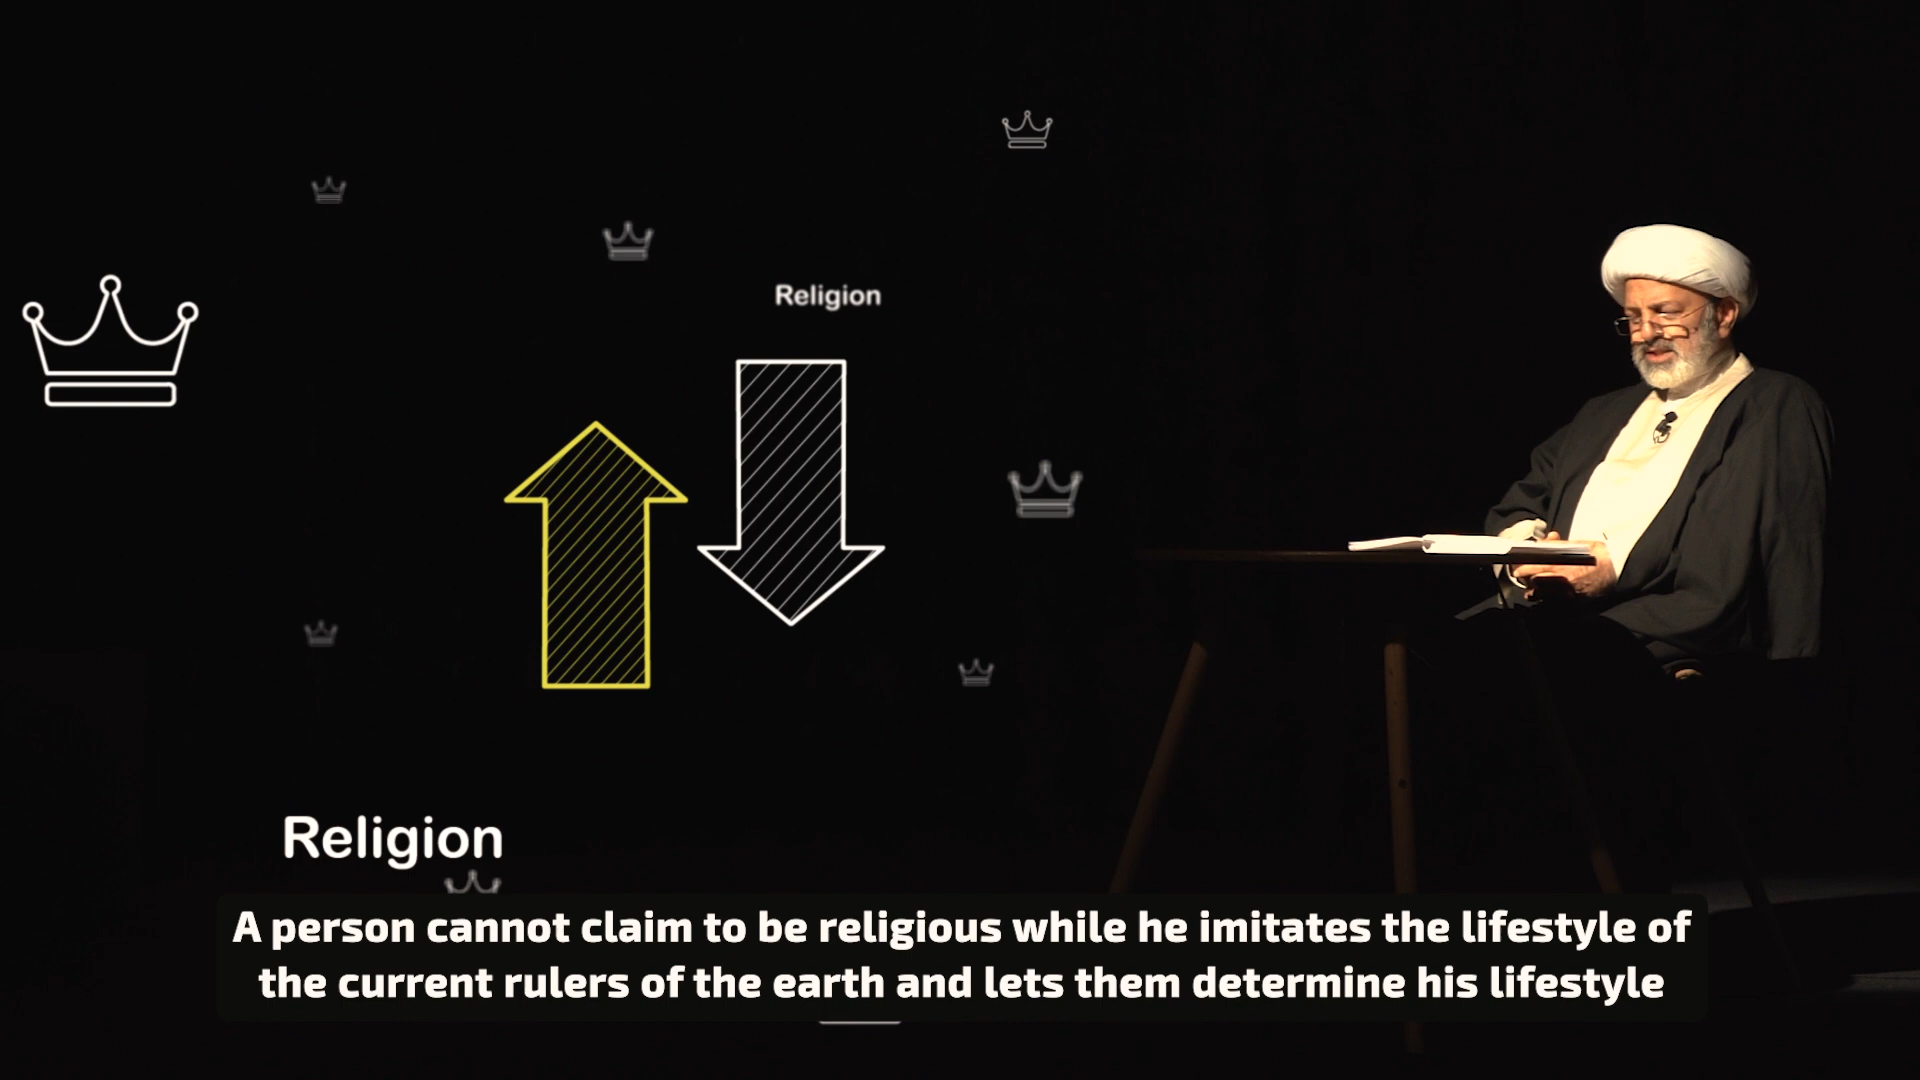 Religion
Religion
A person cannot claim to be religious while he imitates the lifestyle of
the current rulers of the earth and lets them determine his lifestyle